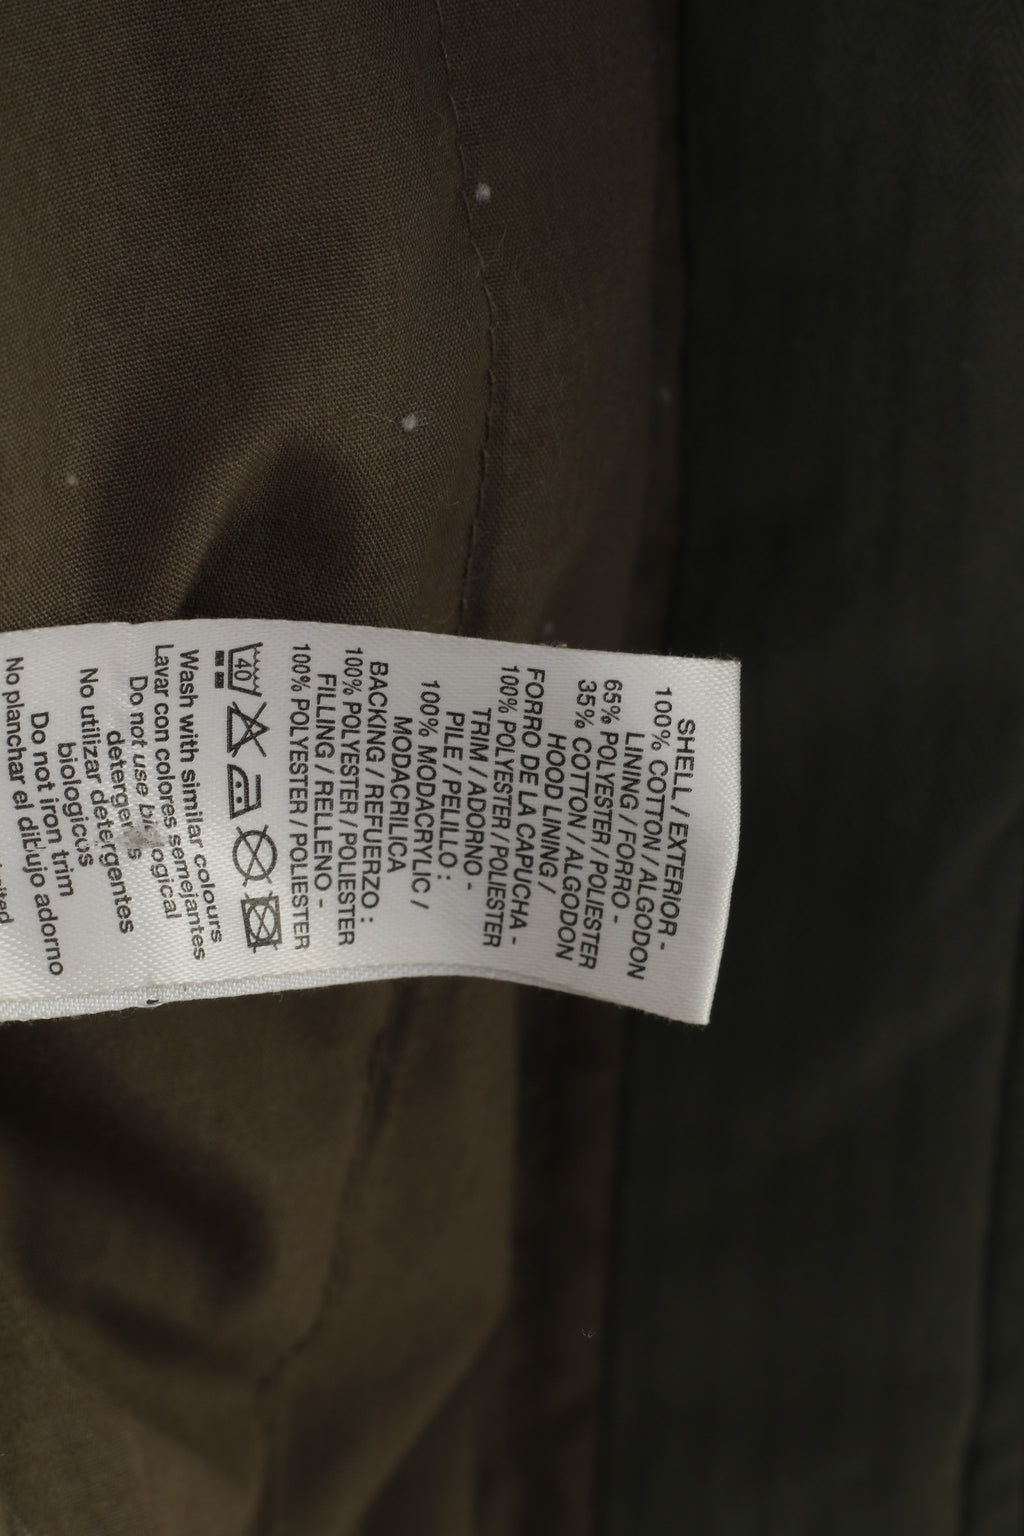 SHELL / EXTERIOR -
100% COTTON / ALGODON
LINING / FORRO -
65% POLYESTER / POLIESTER
35% COTTON / ALGODON
HOOD LINING /
FORRO DE LA CAPUCHA -
100% POLYESTER / POLIESTER
TRIM / ADORNO -
PILE / PELILLO :
100% MODACRYLIC /
MODACRILICA
BACKING / REFUERZO :
100% POLYESTER / POLIESTER
FILLING / RELLENO -
100% POLYESTER / POLIESTER
40
Wash with similar colours
Lavar con colores semejantes
Do not use biological
No utilizar detergentes
biologicos
Do not iron trim
No planchar el dibujo adorno